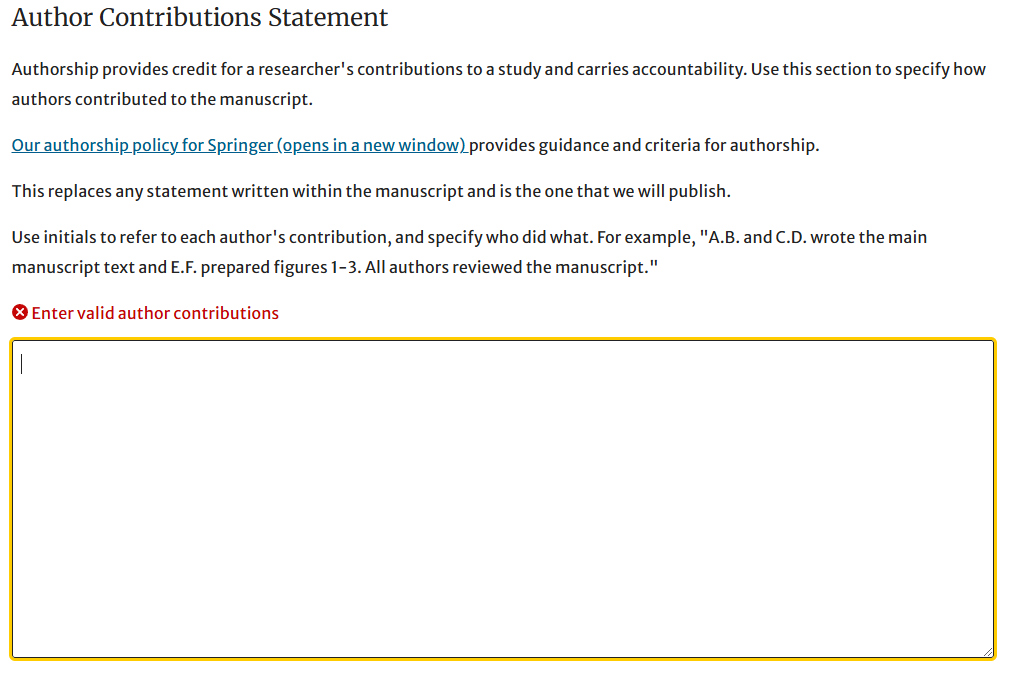 Author Contributions Statement
Authorship provides credit for a researcher's contributions to a study and carries accountability. Use this section to specify how
authors contributed to the manuscript.
Our authorship policy for Springer (opens in a new window) provides guidance and criteria for authorship.
This replaces any statement written within the manuscript and is the one that we will publish.
Use initials to refer to each author's contribution, and specify who did what. For example, "A.B. and C.D. wrote the main
manuscript text and E.F. prepared figures 1-3. All authors reviewed the manuscript."
Enter valid author contributions